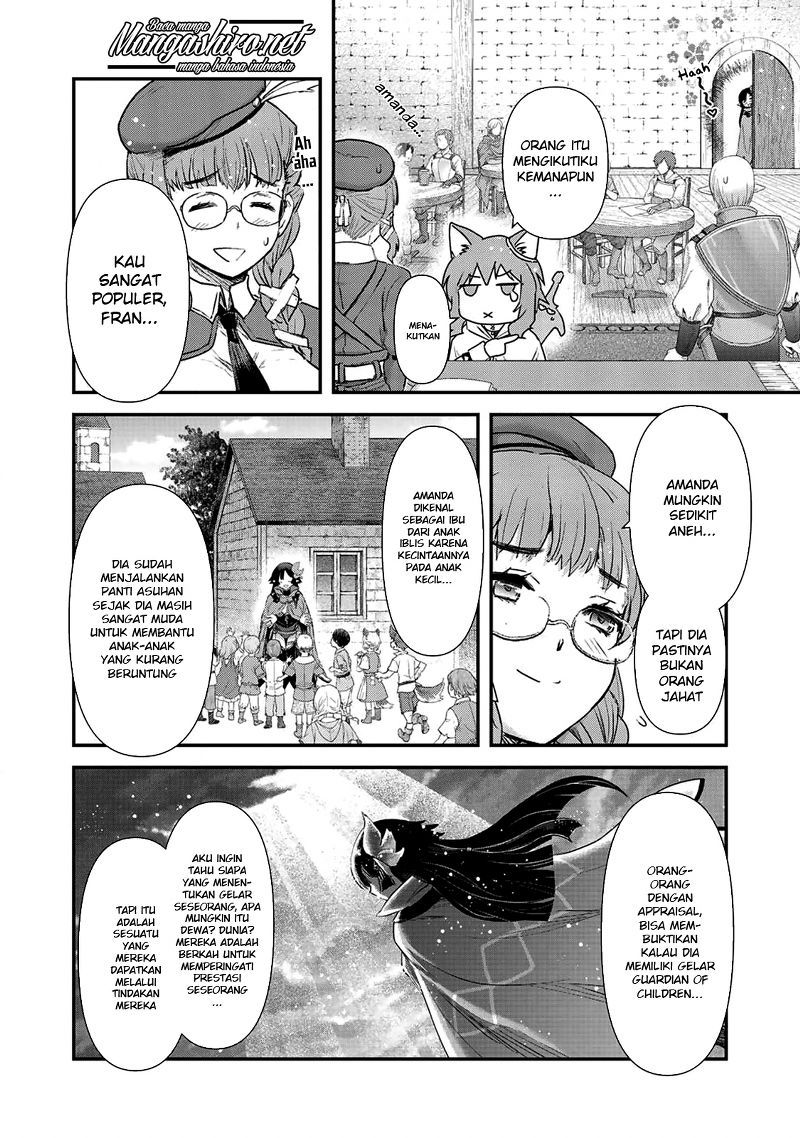 Baca manga
Mangashiro.net
manga bahasa indonesia
Haah
amanda...
ORANG ITU
MENGIKUTIKU
KEMANAPUN
...
MENA-
KUTKAN
Ah
aha
...
KAU
SANGAT
POPULER,
FRAN...
AMANDA
MUNGKIN
SEDIKIT
ANEH...
TAPI DIA
PASTINYA
BUKAN
ORANG
JAHAT
AMANDA
DIKENAL
SEBAGAI IBU
DARI ANAK
IBLIS KARENA
KECINTAANNYA
PADA ANAK
KECIL...
DIA SUDAH
MENJALANKAN
PANTI ASUHAN
SEJAK DIA MASIH
SANGAT MUDA
UNTUK MEMBANTU
ANAK-ANAK
YANG KURANG
BERUNTUNG
ORANG-
ORANG
DENGAN
APPRAISAL,
BISA MEM-
BUKTIKAN
KALAU DIA
MEMILIKI GELAR
GUARDIAN OF
CHILDREN...
AKU INGIN
TAHU SIAPA
YANG MENEN-
TUKAN GELAR
SESEORANG, APA
MUNGKIN ITU
DEWA? DUNIA?
MEREKA ADALAH
BERKAH UNTUK
MEMPERINGATI
PRESTASI
SESEORANG
...
TAPI ITU
ADALAH
SESUATU
YANG
MEREKA
DAPATKAN
MELALUI
TINDAKAN
MEREKA